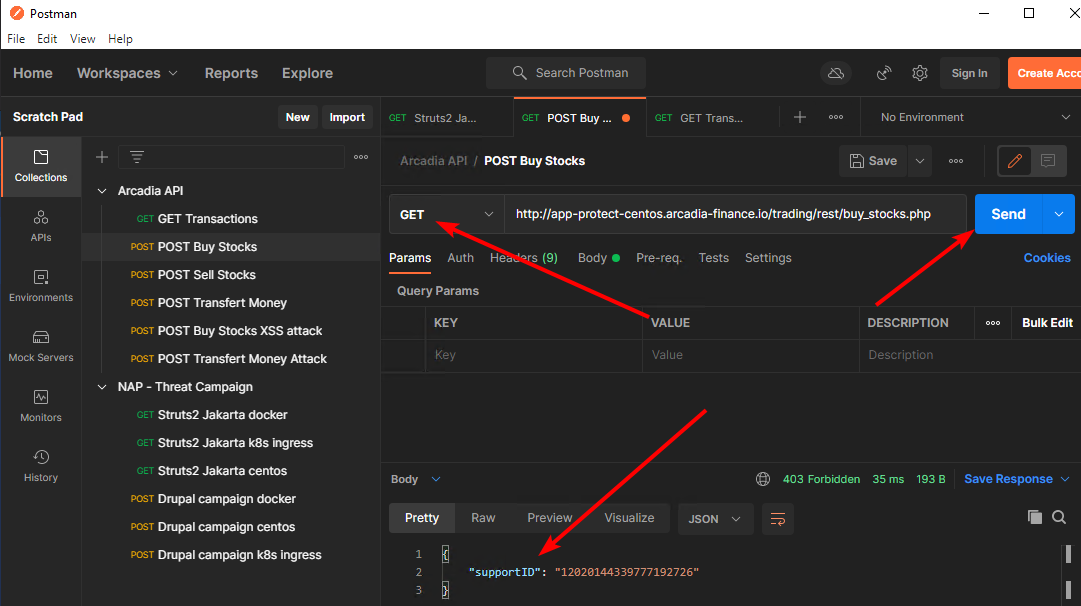 Postman
File Edit View Help
Home Workspaces Reports Explore Search Postman Sign In Create Acco
Scratch Pad New Import
GET Struts2 Ja... GET POST Buy ... GET GET Trans... No Environment
Collections
APIs
Environments
Mock Servers
Monitors
History
Arcadia API
GET GET Transactions
POST POST Buy Stocks
POST POST Sell Stocks
POST POST Transfert Money
POST POST Buy Stocks XSS attack
POST POST Transfert Money Attack
NAP - Threat Campaign
GET Struts2 Jakarta docker
GET Struts2 Jakarta k8s ingress
GET Struts2 Jakarta centos
POST Drupal campaign docker
POST Drupal campaign centos
POST Drupal campaign k8s ingress
Arcadia API / POST Buy Stocks Save
GET http://app-protect-centos.arcadia-finance.io/trading/rest/buy_stocks.php Send
Params Auth Headers (9) Body Pre-req. Tests Settings Cookies
Query Params
KEY VALUE DESCRIPTION Bulk Edit
Key Value Description
Body 403 Forbidden 35 ms 193 B Save Response
Pretty Raw Preview Visualize JSON
1 {
2 "supportID": "12020144339777192726"
3 }